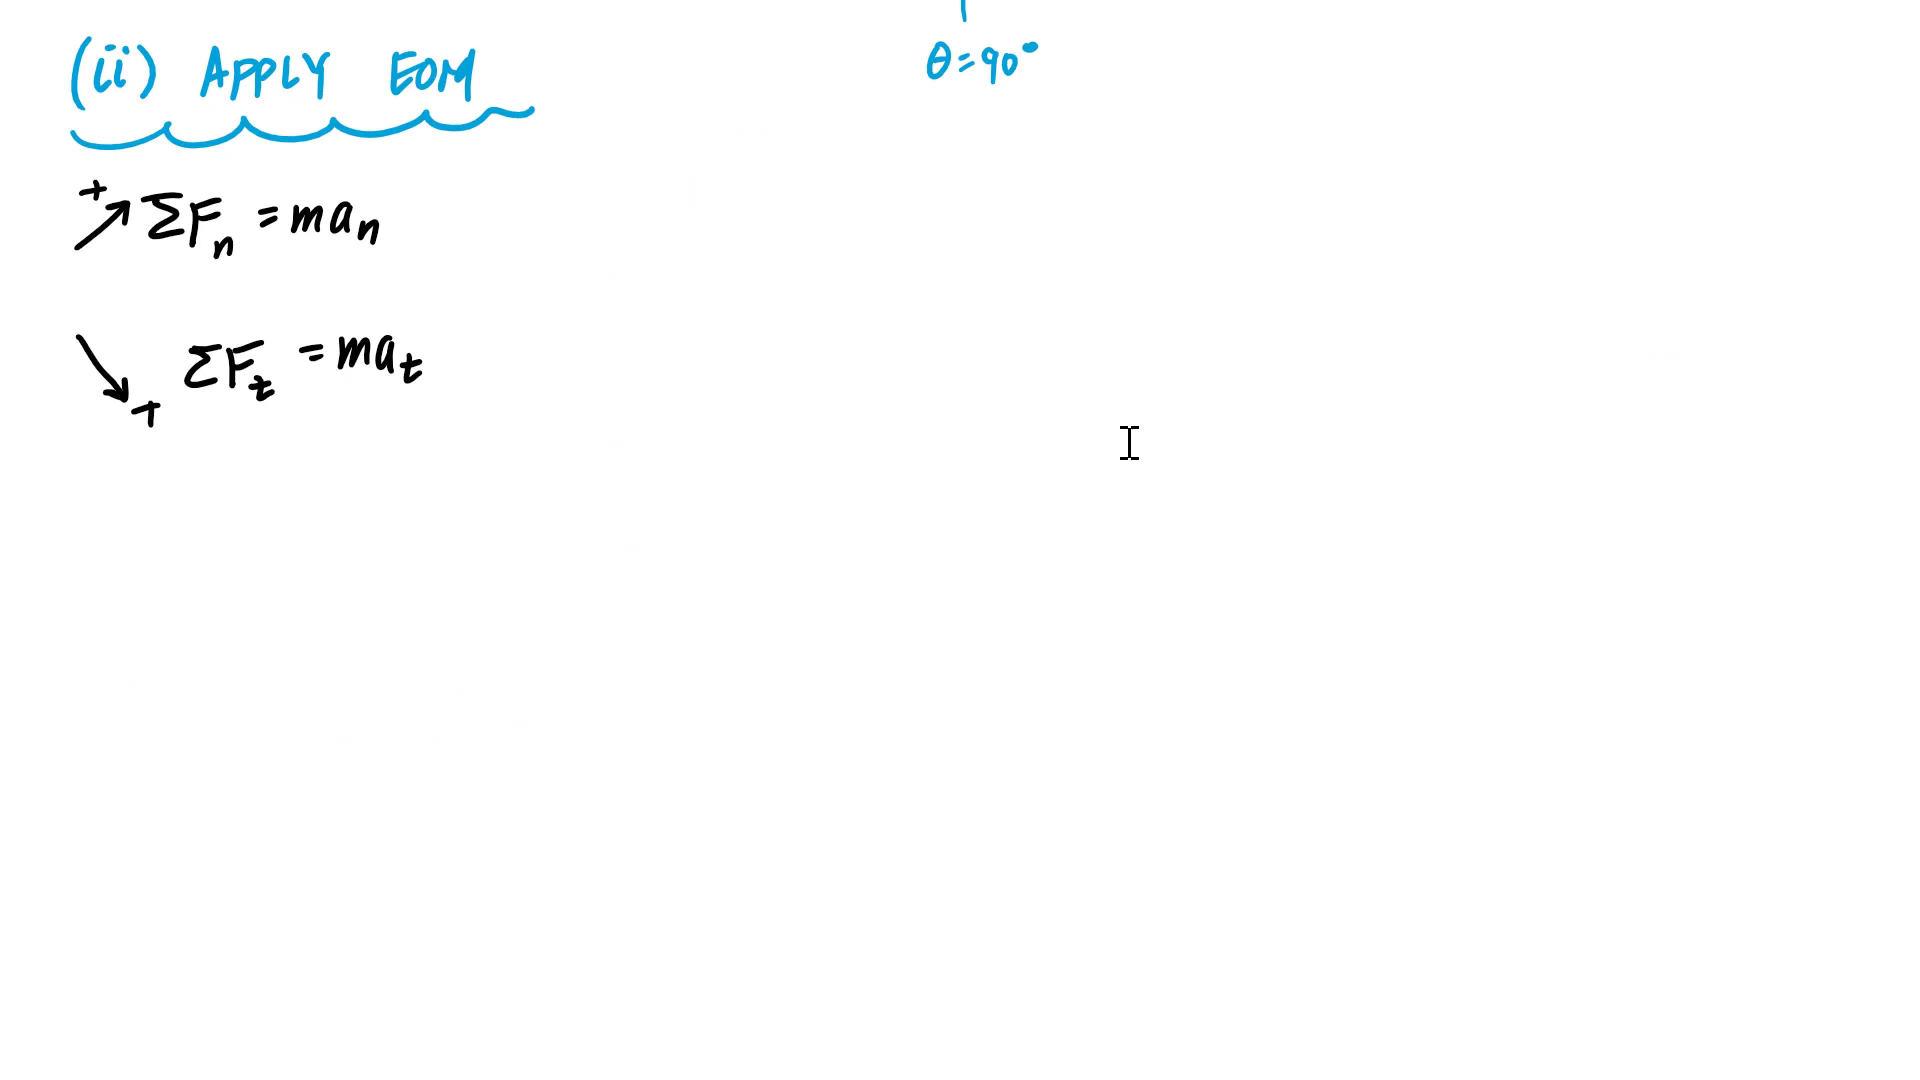 (ii) APPLY EOM
θ = 90°
+↗ ΣFₙ = maₙ
↘+ ΣFₜ = maₜ